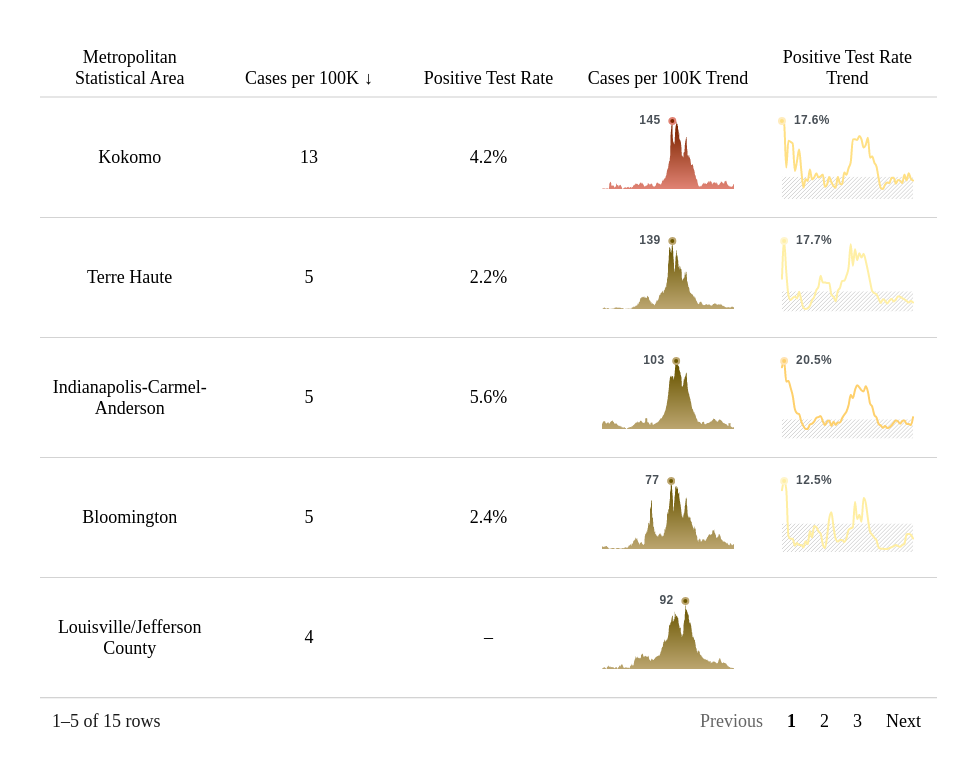 Metropolitan
Statistical Area
Cases per 100K ↓
Positive Test Rate
Cases per 100K Trend
Positive Test Rate
Trend
Kokomo
13
4.2%
145
17.6%
Terre Haute
5
2.2%
139
17.7%
Indianapolis-Carmel-
Anderson
5
5.6%
103
20.5%
Bloomington
5
2.4%
77
12.5%
Louisville/Jefferson
County
4
–
92
1–5 of 15 rows
Previous 1 2 3 Next